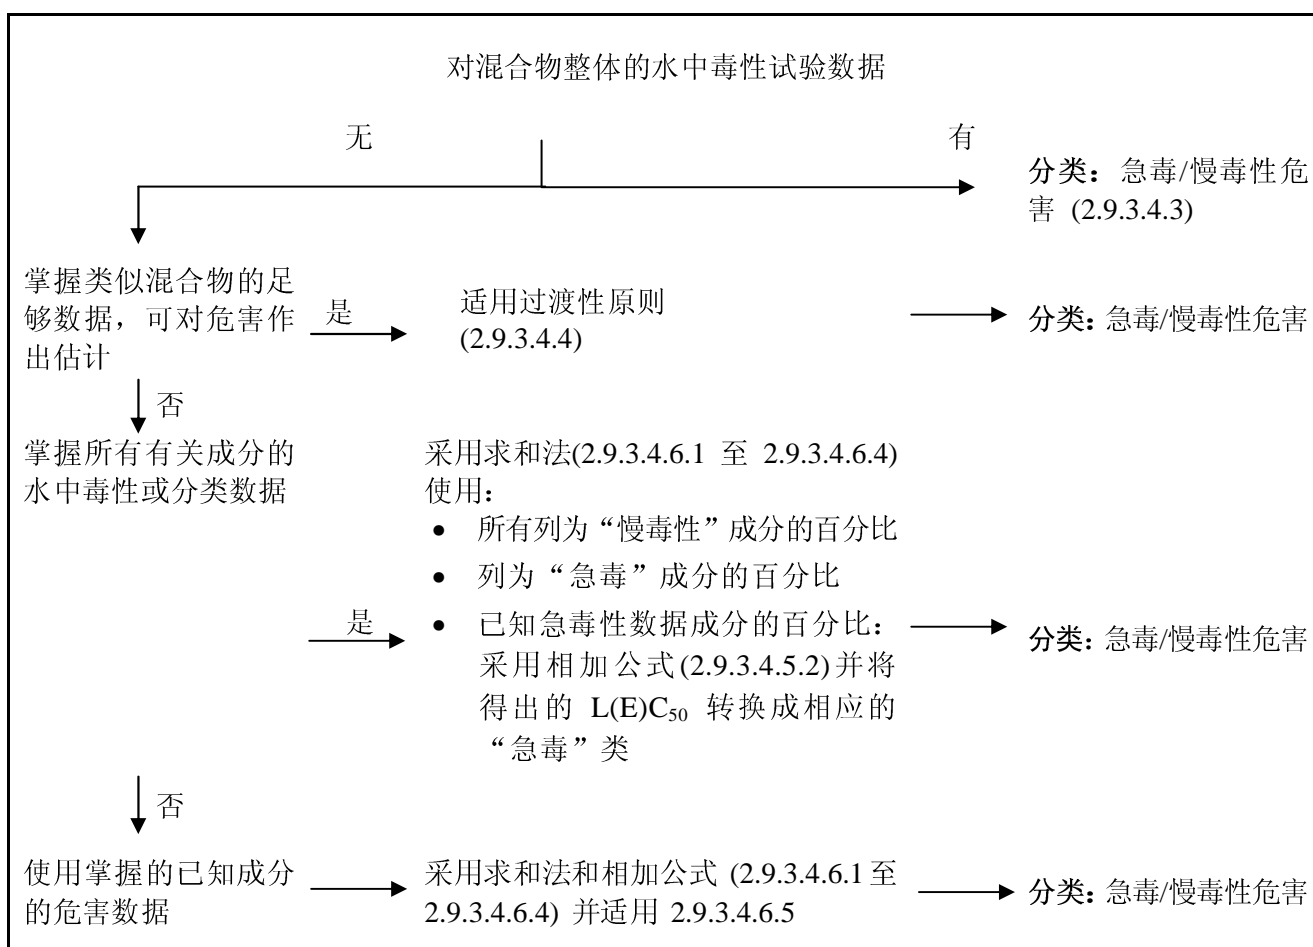 对混合物整体的水中毒性试验数据
无
有
分类：急毒/慢毒性危
害 (2.9.3.4.3)
掌握类似混合物的足
够数据，可对危害作
出估计
是
适用过渡性原则
(2.9.3.4.4)
分类：急毒/慢毒性危害
否
掌握所有有关成分的
水中毒性或分类数据
采用求和法(2.9.3.4.6.1 至 2.9.3.4.6.4)
使用：
• 所有列为“慢毒性”成分的百分比
• 列为“急毒”成分的百分比
是
• 已知急毒性数据成分的百分比：
采用相加公式(2.9.3.4.5.2)并将
得出的 L(E)C₅₀ 转换成相应的
“急毒”类
分类：急毒/慢毒性危害
否
使用掌握的已知成分
的危害数据
采用求和法和相加公式 (2.9.3.4.6.1至
2.9.3.4.6.4) 并适用 2.9.3.4.6.5
分类：急毒/慢毒性危害